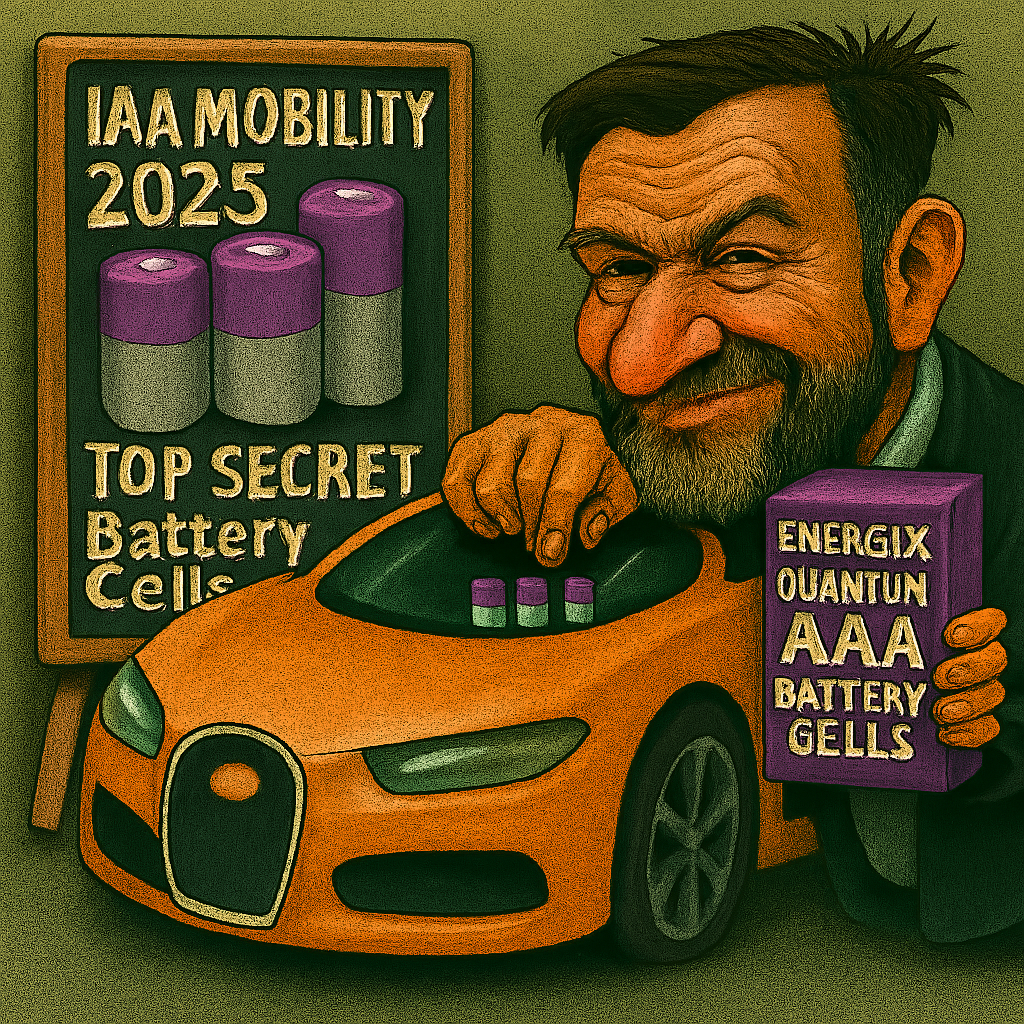 IAA MOBILITY
2025
TOP SECRET
Battery
Cells
ENERGIX
QUANTUN
AAA
BATTERY
GELLS